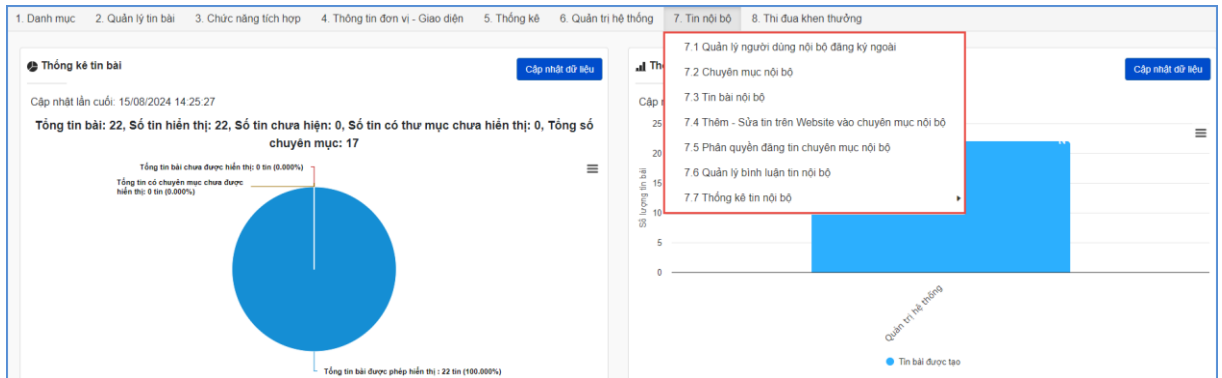 1. Danh mục 2. Quản lý tin bài 3. Chức năng tích hợp 4. Thông tin đơn vị - Giao diện 5. Thống kê 6. Quản trị hệ thống 7. Tin nội bộ 8. Thi đua khen thưởng
7.1 Quản lý người dùng nội bộ đăng ký ngoài
7.2 Chuyên mục nội bộ
7.3 Tin bài nội bộ
7.4 Thêm - Sửa tin trên Website vào chuyên mục nội bộ
7.5 Phân quyền đăng tin chuyên mục nội bộ
7.6 Quản lý bình luận tin nội bộ
7.7 Thống kê tin nội bộ
Thống kê tin bài
Cập nhật dữ liệu
Cập nhật lần cuối: 15/08/2024 14:25:27
Tổng tin bài: 22, Số tin hiển thị: 22, Số tin chưa hiện: 0, Số tin có thư mục chưa hiển thị: 0, Tổng số
chuyên mục: 17
Tổng tin bài chưa được hiển thị: 0 tin (0.000%)
Tổng tin có chuyên mục chưa được
hiển thị: 0 tin (0.000%)
Tổng tin bài được phép hiển thị : 22 tin (100.000%)
Cập nhật dữ liệu
25
20
15
10
5
0
Số lượng tin bài
Quản trị hệ thống
Tin bài được tạo